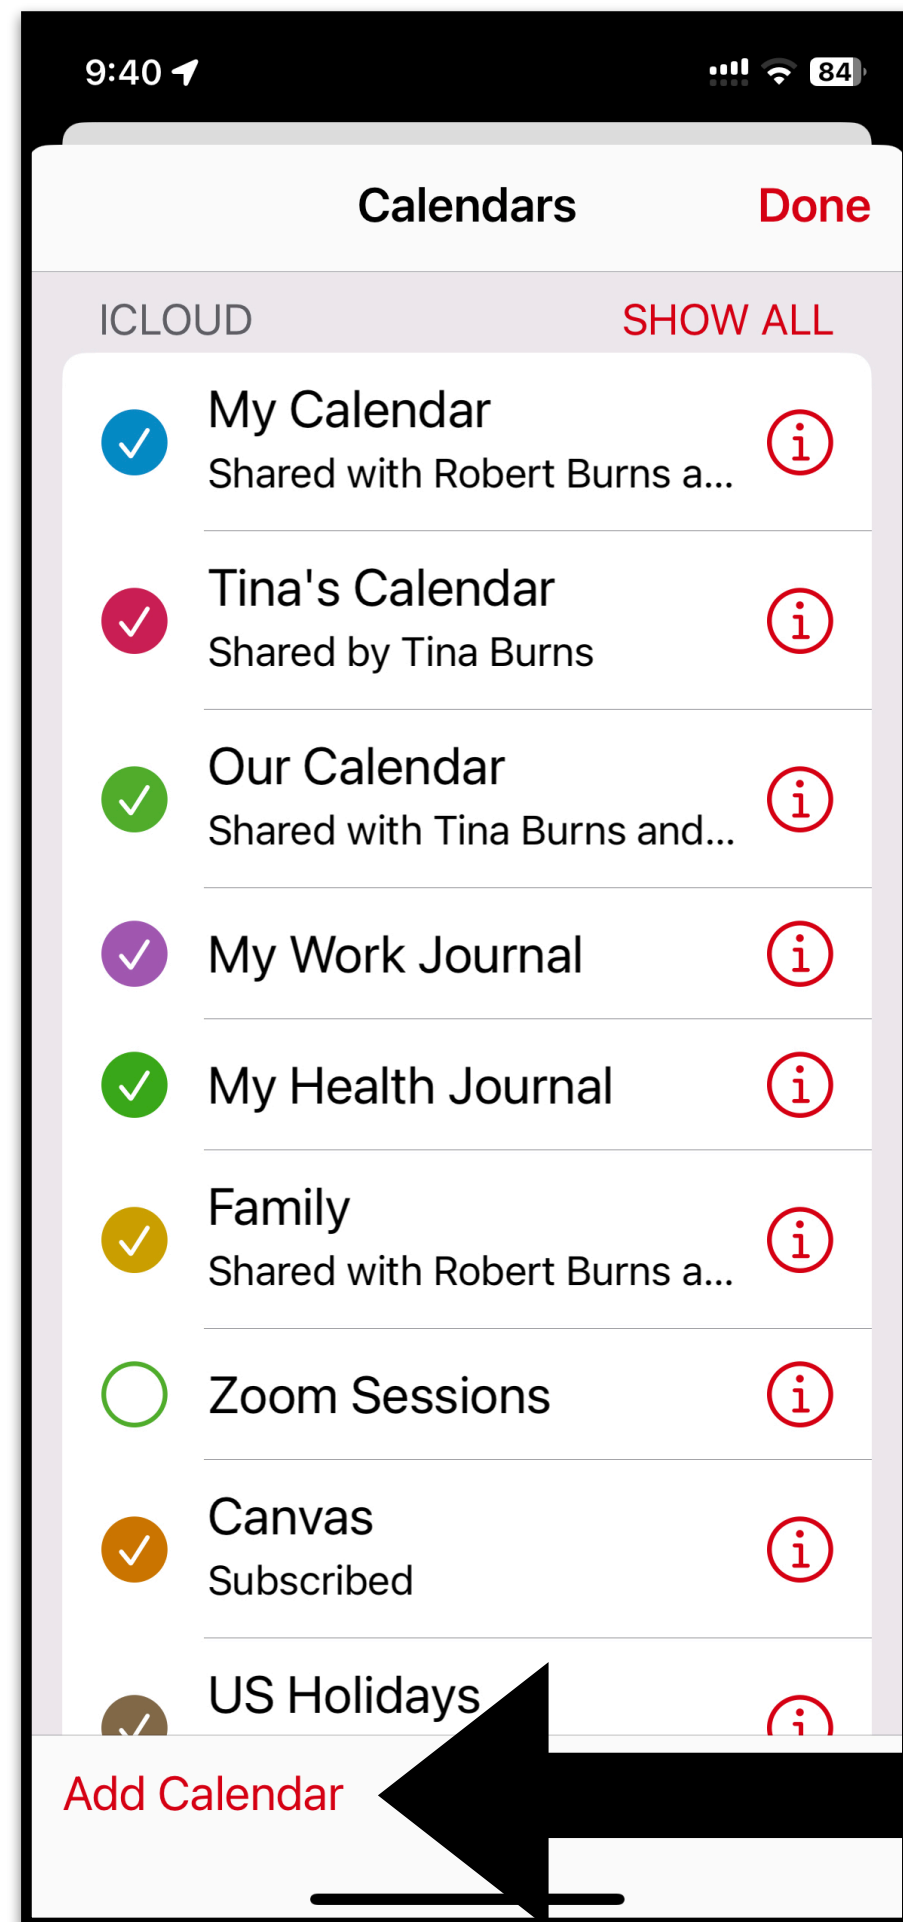 9:40
84
Calendars
Done
ICLOUD
SHOW ALL
My Calendar
Shared with Robert Burns a...
Tina's Calendar
Shared by Tina Burns
Our Calendar
Shared with Tina Burns and...
My Work Journal
My Health Journal
Family
Shared with Robert Burns a...
Zoom Sessions
Canvas
Subscribed
US Holidays
Add Calendar